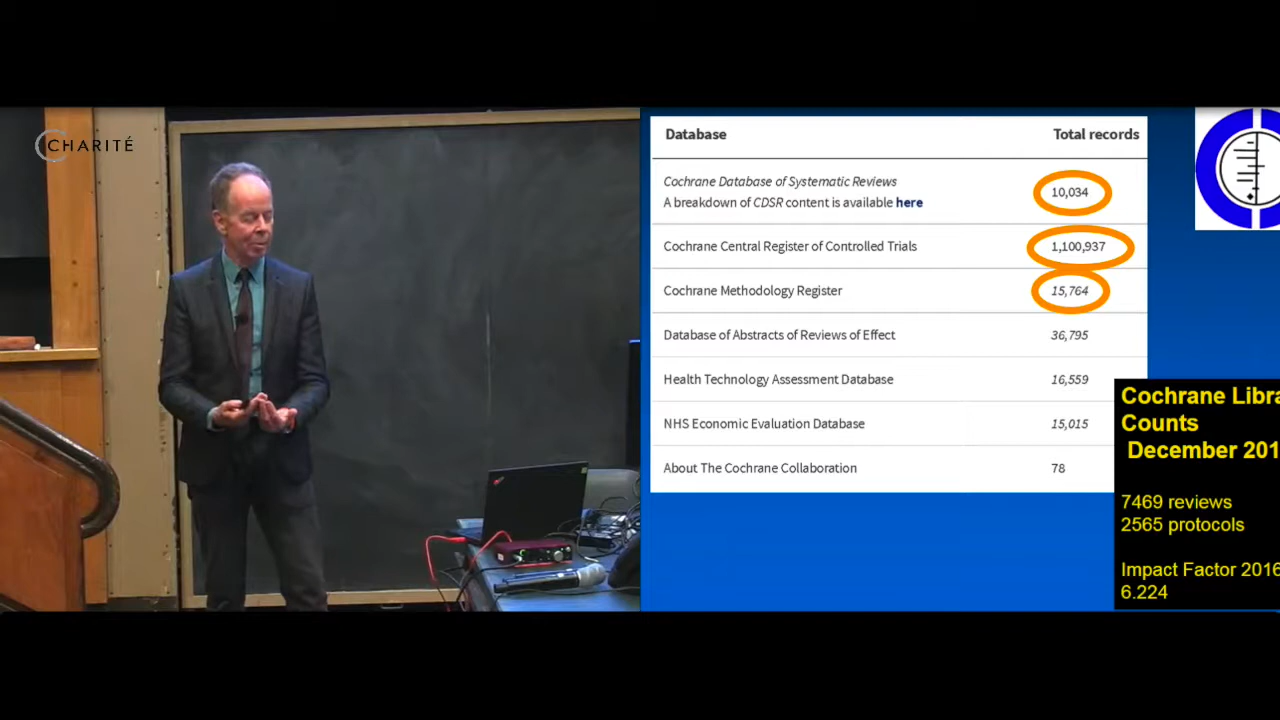 CHARITÉ
Database Total records
Cochrane Database of Systematic Reviews
A breakdown of CDSR content is available here 10,034
Cochrane Central Register of Controlled Trials 1,100,937
Cochrane Methodology Register 15,764
Database of Abstracts of Reviews of Effect 36,795
Health Technology Assessment Database 16,559
NHS Economic Evaluation Database 15,015
About The Cochrane Collaboration 78
Cochrane Libra
Counts
December 201
7469 reviews
2565 protocols
Impact Factor 2016
6.224